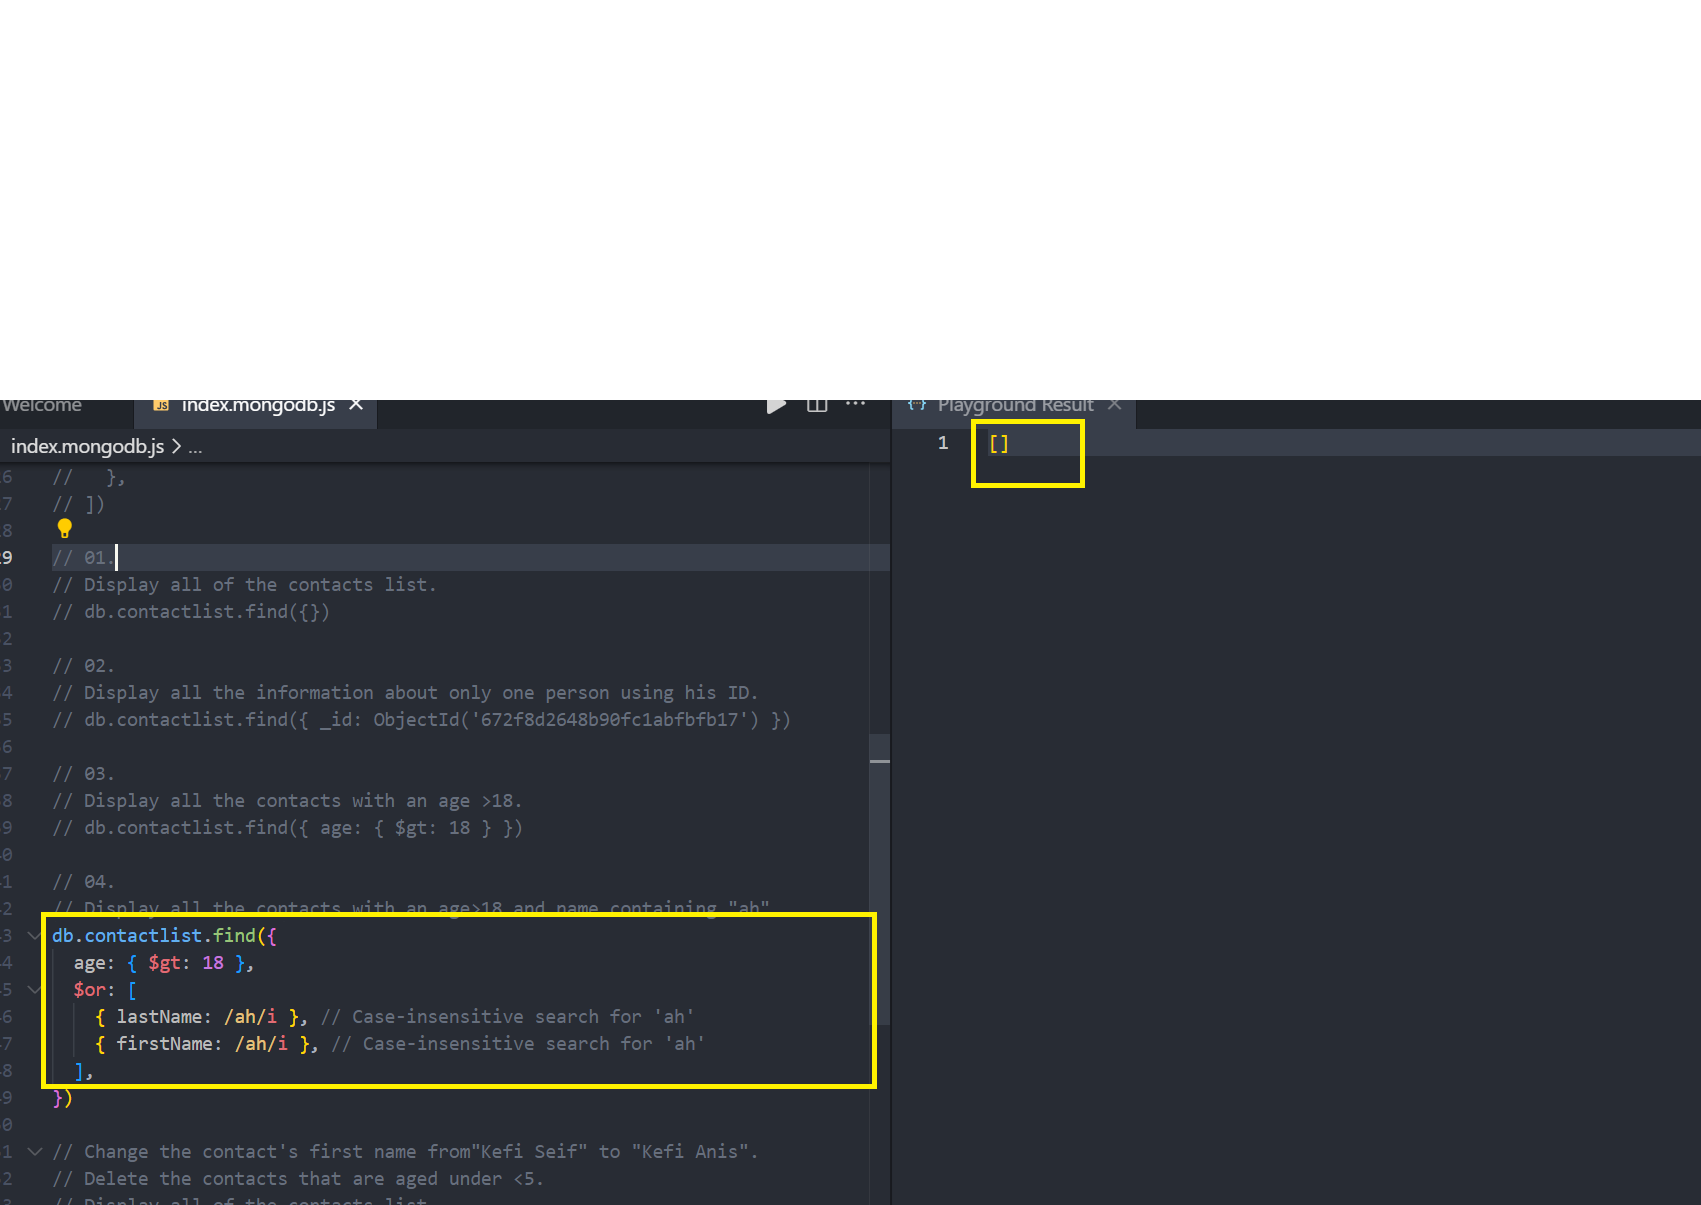 Welcome
JS index.mongodb.js
Playground Result
index.mongodb.js > ...
1 []
6 //   },
7 // ])
8
9 // 01.
0 // Display all of the contacts list.
1 // db.contactlist.find({})
2
3 // 02.
4 // Display all the information about only one person using his ID.
5 // db.contactlist.find({ _id: ObjectId('672f8d2648b90fc1abfbfb17') })
6
7 // 03.
8 // Display all the contacts with an age >18.
9 // db.contactlist.find({ age: { $gt: 18 } })
0
1 // 04.
2 // Display all the contacts with an age>18 and name containing "ah"
3 db.contactlist.find({
4   age: { $gt: 18 },
5   $or: [
6     { lastName: /ah/i }, // Case-insensitive search for 'ah'
7     { firstName: /ah/i }, // Case-insensitive search for 'ah'
8   ],
9 })
0
1 // Change the contact's first name from"Kefi Seif" to "Kefi Anis".
2 // Delete the contacts that are aged under <5.
3 // Display all of the contacts list.